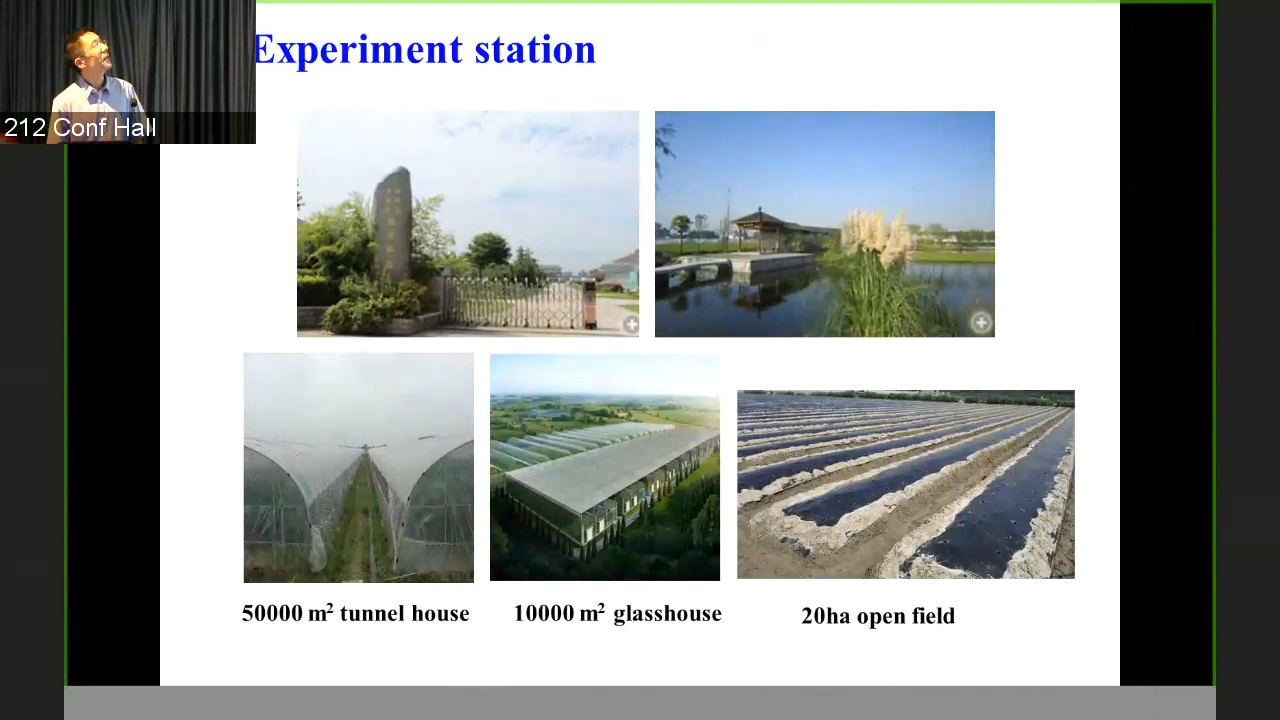 Experiment station
212 Conf Hall
50000 m² tunnel house
10000 m² glasshouse
20ha open field